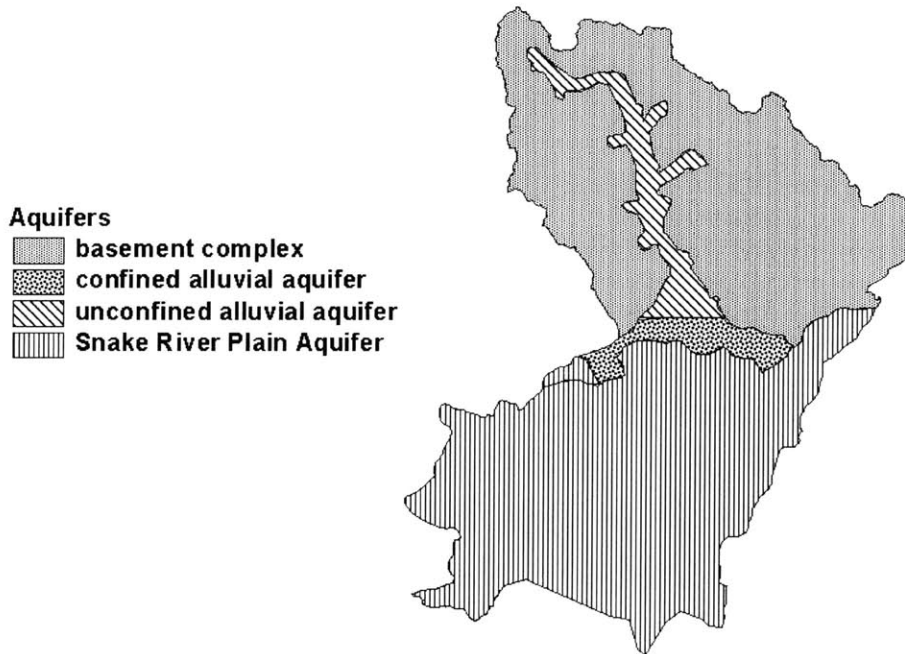 Aquifers
basement complex
confined alluvial aquifer
unconfined alluvial aquifer
Snake River Plain Aquifer